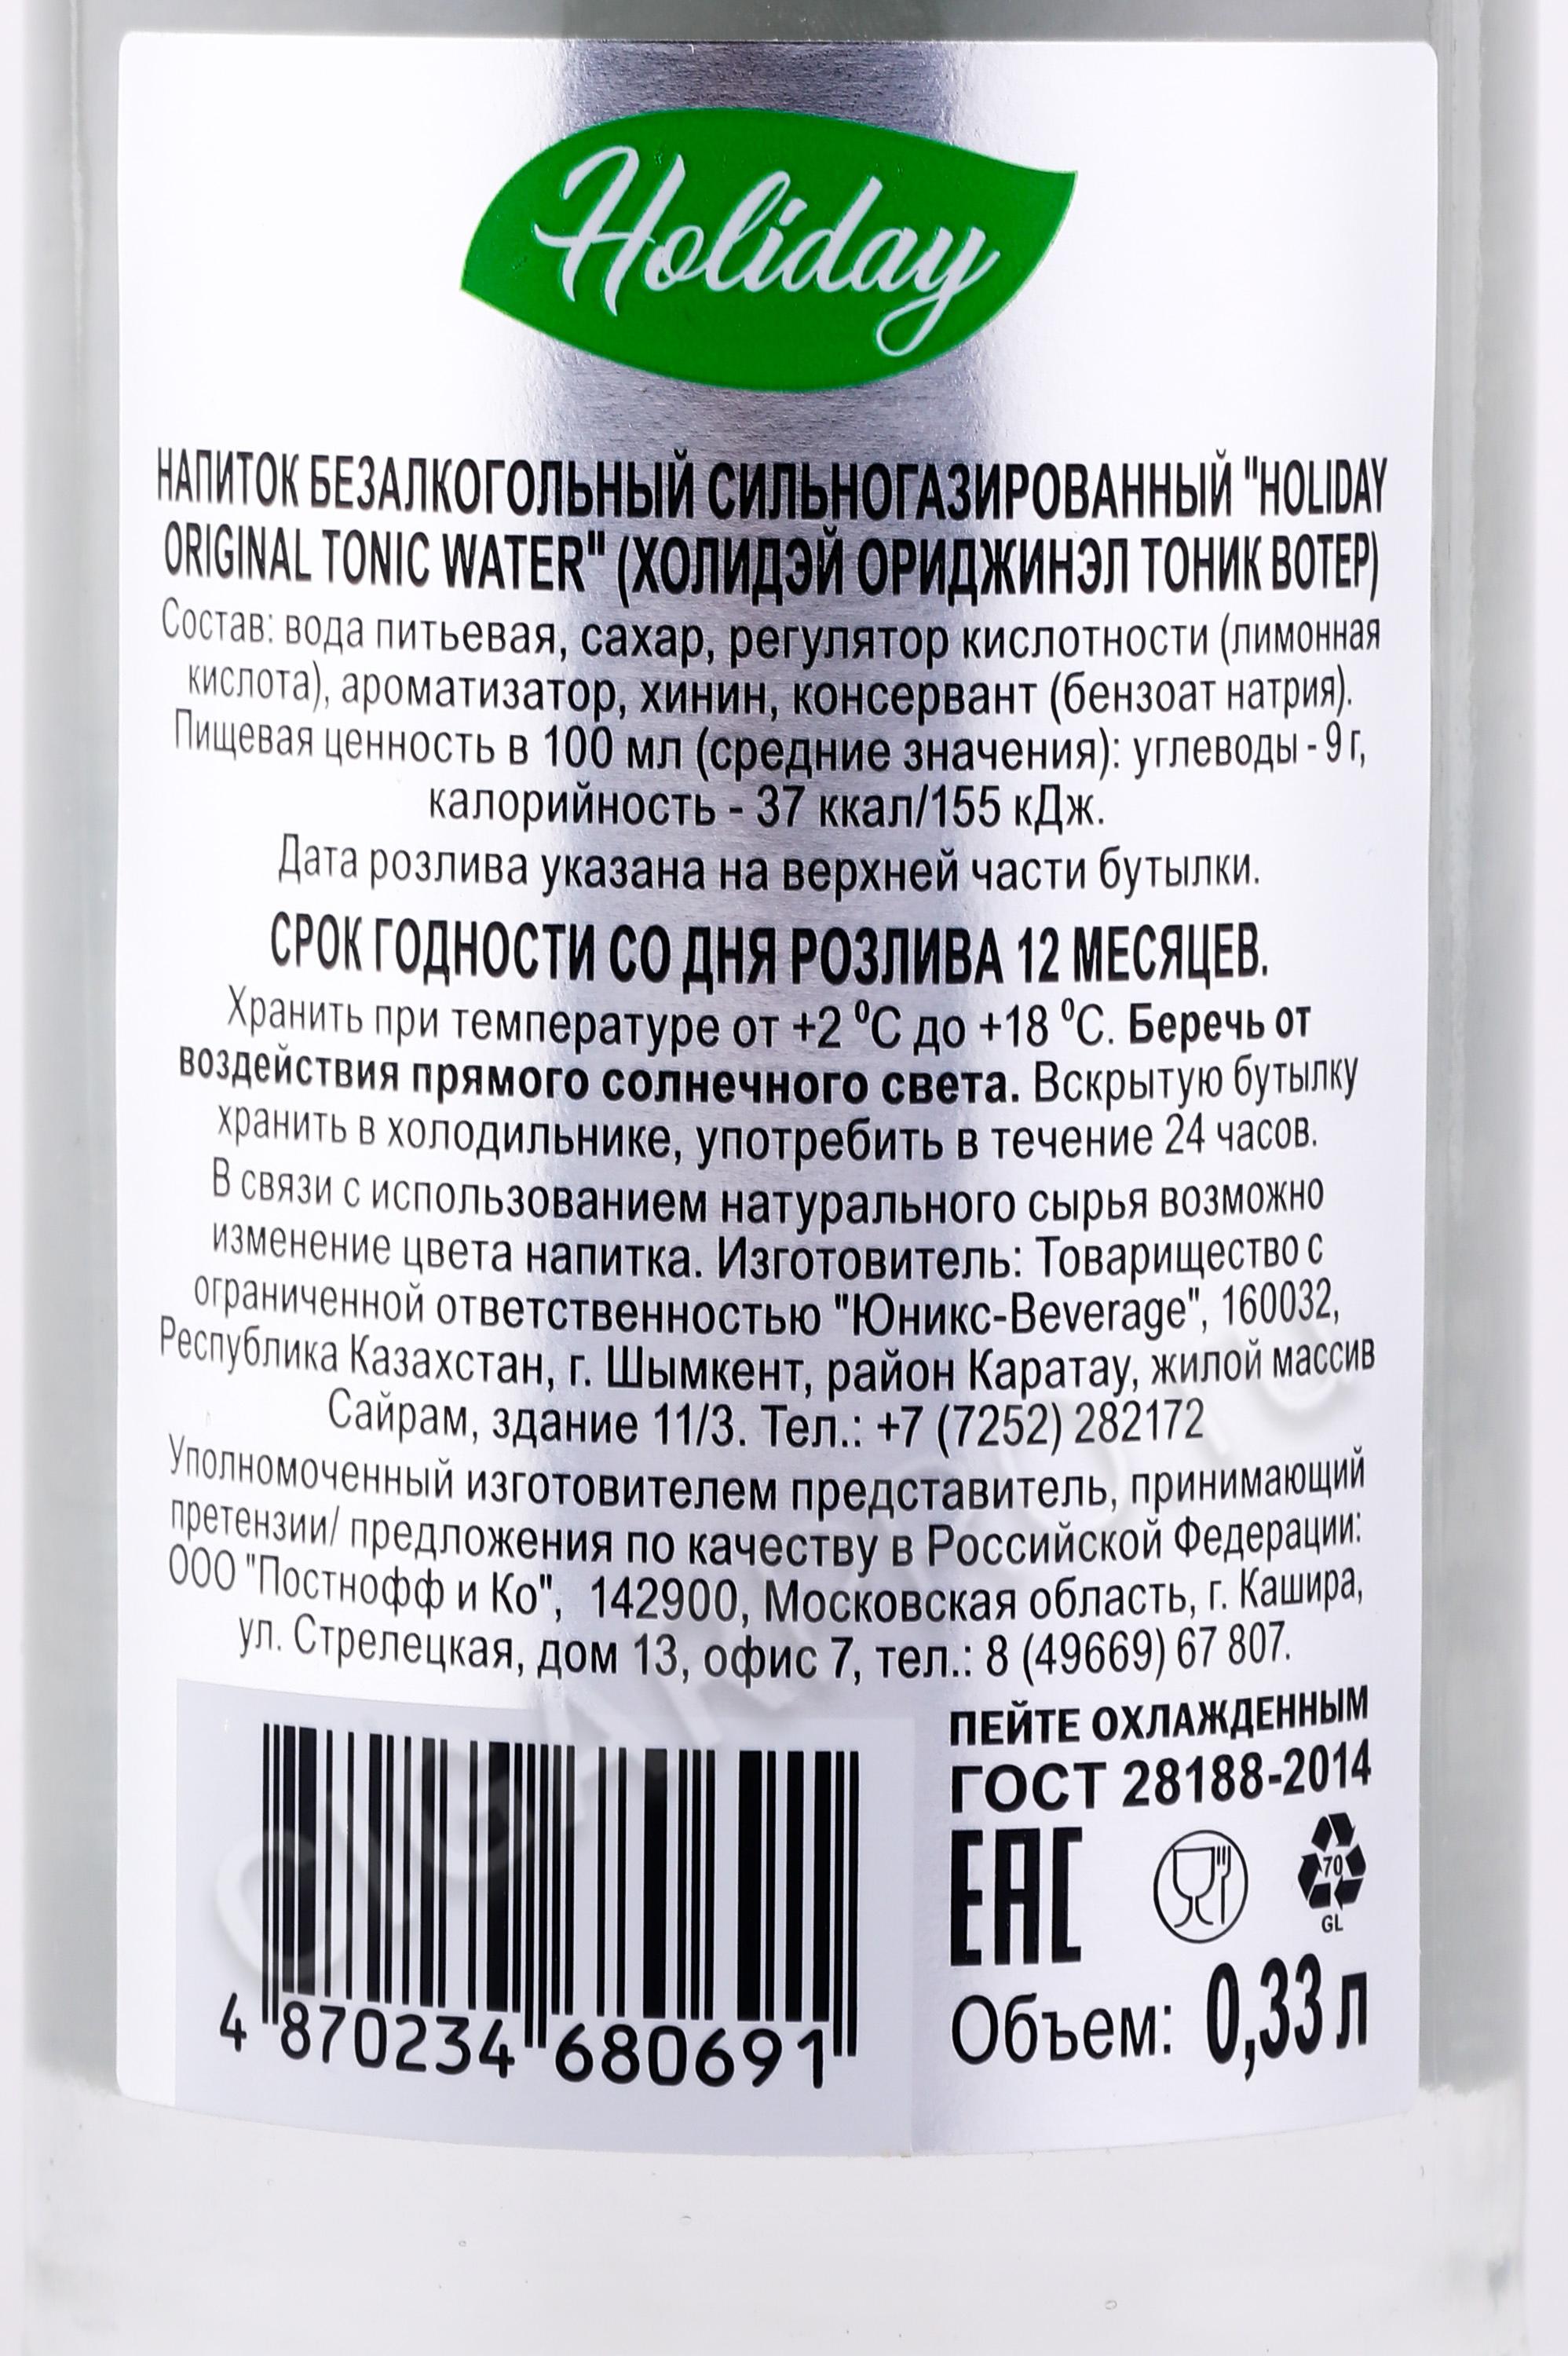 Holiday
НАПИТОК БЕЗАЛКОГОЛЬНЫЙ СИЛЬНОГАЗИРОВАННЫЙ "HOLIDAY
ORIGINAL TONIC WATER" (ХОЛИДЭЙ ОРИДЖИНЭЛ ТОНИК ВОТЕР)
Состав: вода питьевая, сахар, регулятор кислотности (лимонная
кислота), ароматизатор, хинин, консервант (бензоат натрия).
Пищевая ценность в 100 мл (средние значения): углеводы - 9 г,
калорийность - 37 ккал/155 кДж.
Дата розлива указана на верхней части бутылки.
СРОК ГОДНОСТИ СО ДНЯ РОЗЛИВА 12 МЕСЯЦЕВ.
Хранить при температуре от +2 ⁰С до +18 ⁰С. Беречь от
воздействия прямого солнечного света. Вскрытую бутылку
хранить в холодильнике, употребить в течение 24 часов.
В связи с использованием натурального сырья возможно
изменение цвета напитка. Изготовитель: Товарищество с
ограниченной ответственностью "Юникс-Beverage", 160032,
Республика Казахстан, г. Шымкент, район Каратау, жилой массив
Сайрам, здание 11/3. Тел.: +7 (7252) 282172
Уполномоченный изготовителем представитель, принимающий
претензии/ предложения по качеству в Российской Федерации:
ООО "Постнофф и Ко", 142900, Московская область, г. Кашира,
ул. Стрелецкая, дом 13, офис 7, тел.: 8 (49669) 67 807.
ПЕЙТЕ ОХЛАЖДЕННЫМ
ГОСТ 28188-2014
EAC
70
GL
Объем: 0,33 л
4 870234 680691